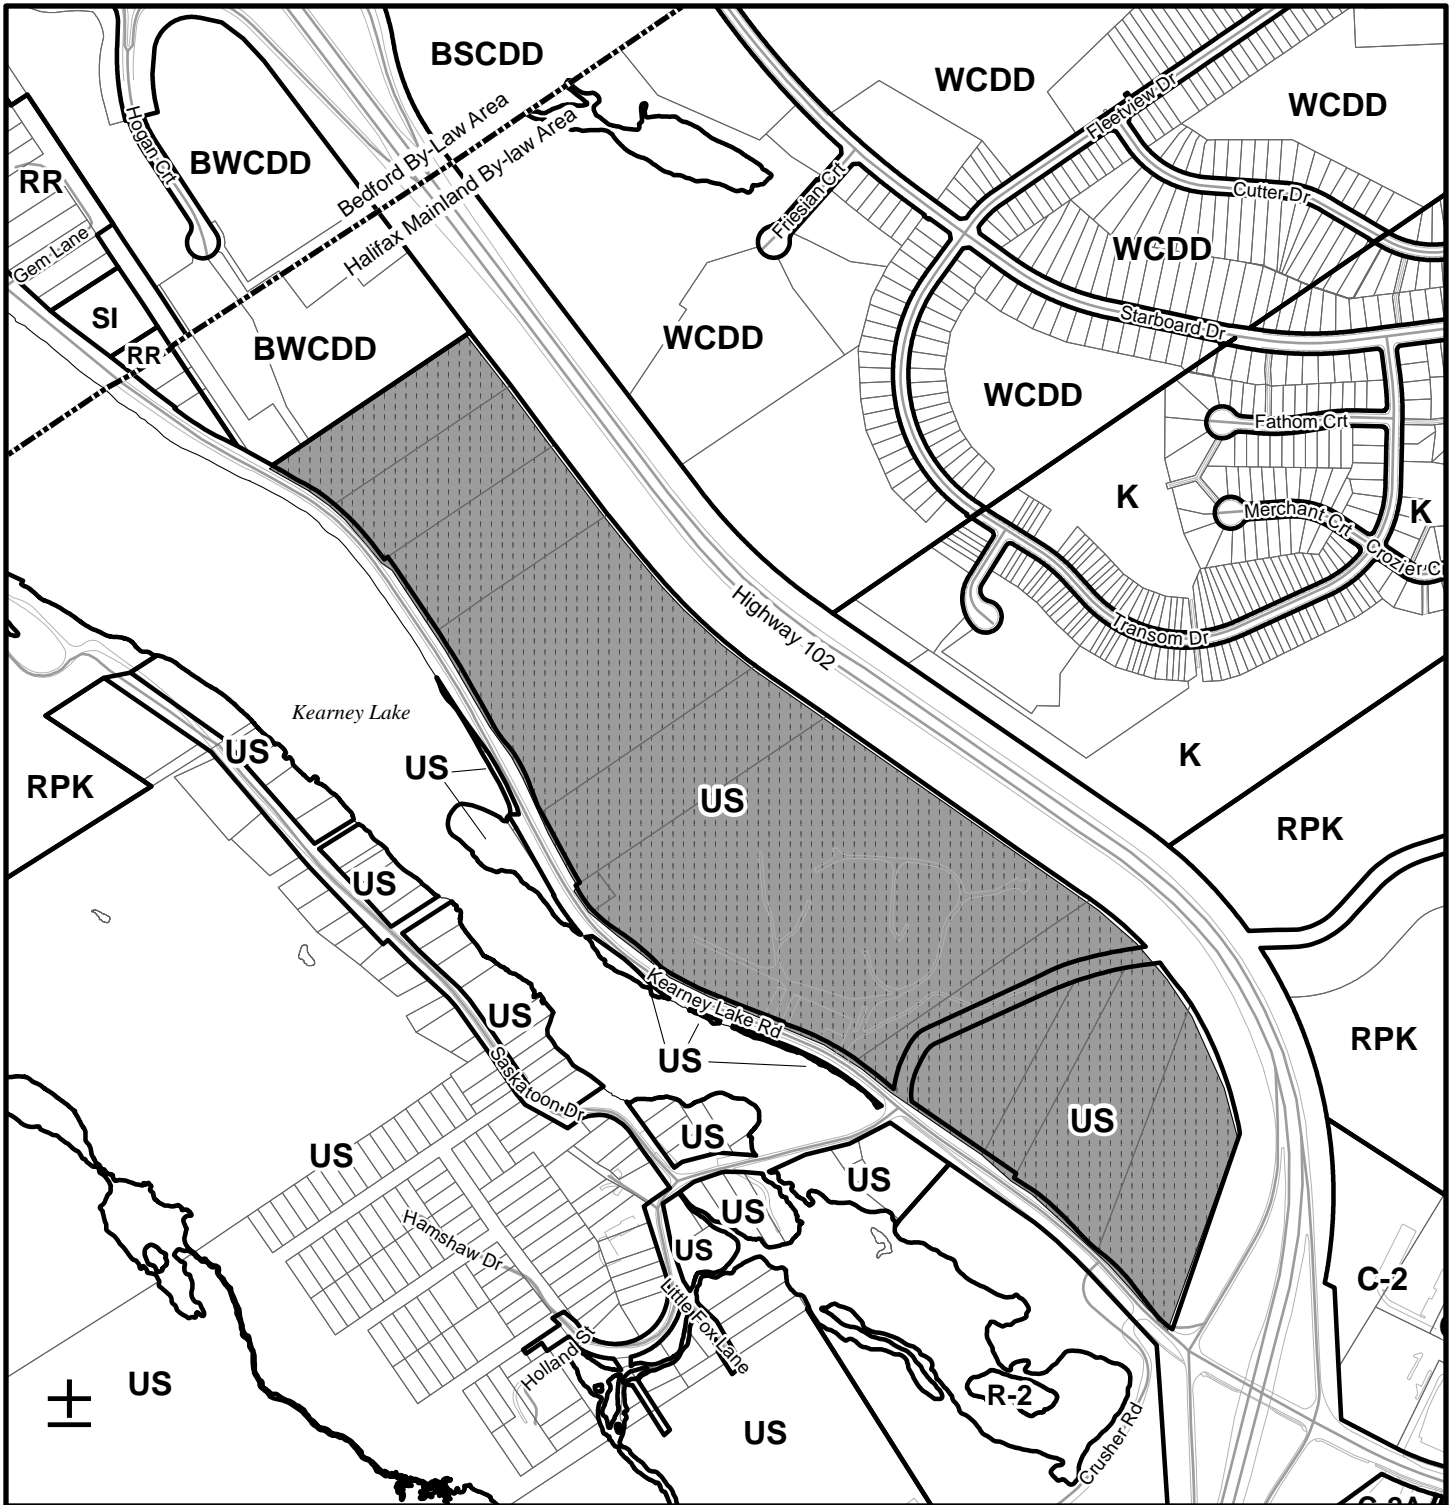 BSCDD
WCDD
Fleetview Dr
WCDD
Hogan Crt
BWCDD
Bedford By-Law Area
Halifax Mainland By-law Area
RR
Friesian Crt
Cutter Dr
Gem Lane
WCDD
SI
Starboard Dr
RR
BWCDD
WCDD
WCDD
Fathom Crt
K
Merchant Crt
K
Crozier C
Highway 102
Transom Dr
Kearney Lake
US
US
RPK
K
US
RPK
US
Kearney Lake Rd
US
US
RPK
Saskatoon Dr
US
US
US
US
US
US
Hamshaw Dr
US
Little Fox Lane
C-2
Holland St
US
R-2
US
Crusher Rd